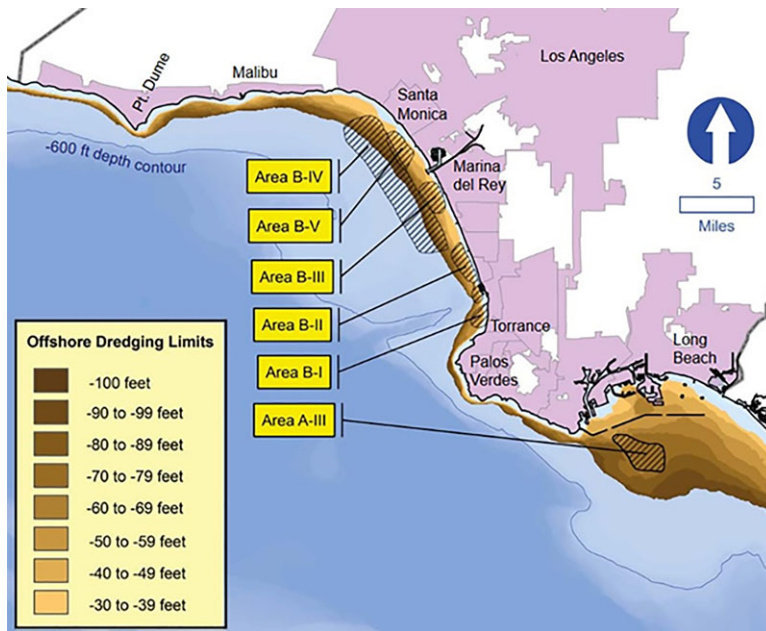 Pt. Dume
Malibu
Los Angeles
Santa
Monica
-600 ft depth contour
Marina
del Rey
5
Miles
Area B-IV
Area B-V
Area B-III
Area B-II
Area B-I
Area A-III
Torrance
Palos
Verdes
Long
Beach
Offshore Dredging Limits
-100 feet
-90 to -99 feet
-80 to -89 feet
-70 to -79 feet
-60 to -69 feet
-50 to -59 feet
-40 to -49 feet
-30 to -39 feet